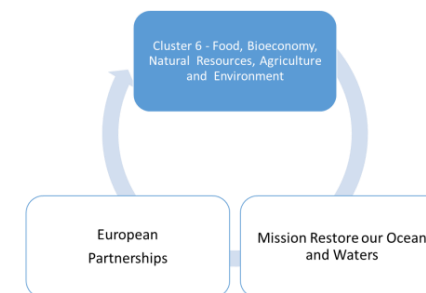 Cluster 6 - Food, Bioeconomy,
Natural Resources, Agriculture
and Environment
European
Partnerships
Mission Restore our Ocean
and Waters